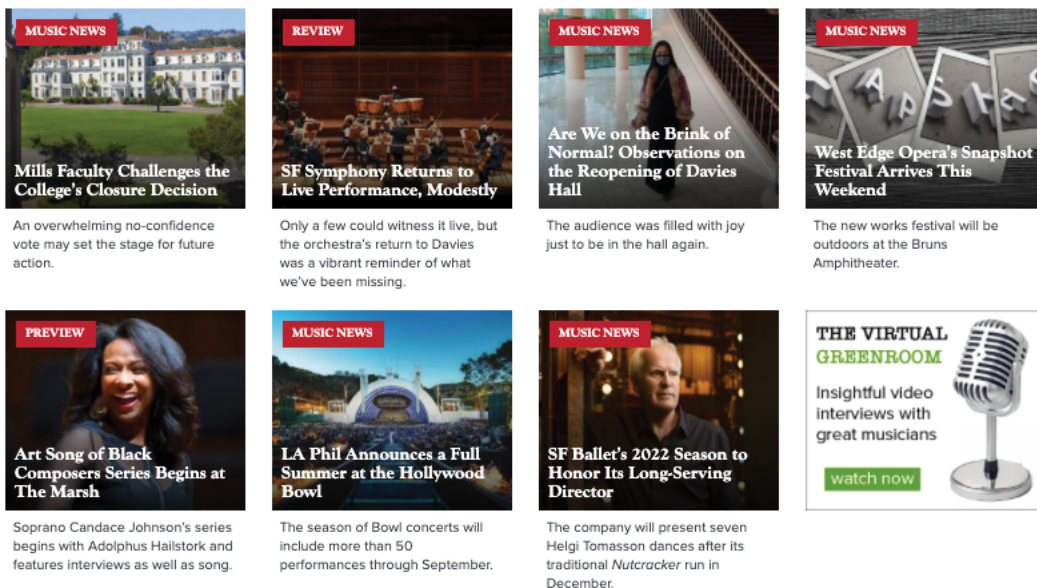 MUSIC NEWS
Mills Faculty Challenges the
College's Closure Decision
An overwhelming no-confidence
vote may set the stage for future
action.
REVIEW
SF Symphony Returns to
Live Performance, Modestly
Only a few could witness it live, but
the orchestra's return to Davies
was a vibrant reminder of what
we've been missing.
MUSIC NEWS
Are We on the Brink of
Normal? Observations on
the Reopening of Davies
Hall
The audience was filled with joy
just to be in the hall again.
MUSIC NEWS
West Edge Opera's Snapshot
Festival Arrives This
Weekend
The new works festival will be
outdoors at the Bruns
Amphitheater.
PREVIEW
Art Song of Black
Composers Series Begins at
The Marsh
Soprano Candace Johnson's series
begins with Adolphus Hailstork and
features interviews as well as song.
MUSIC NEWS
LA Phil Announces a Full
Summer at the Hollywood
Bowl
The season of Bowl concerts will
include more than 50
performances through September.
MUSIC NEWS
SF Ballet's 2022 Season to
Honor Its Long-Serving
Director
The company will present seven
Helgi Tomasson dances after its
traditional Nutcracker run in
December.
THE VIRTUAL
GREENROOM
Insightful video
interviews with
great musicians
watch now